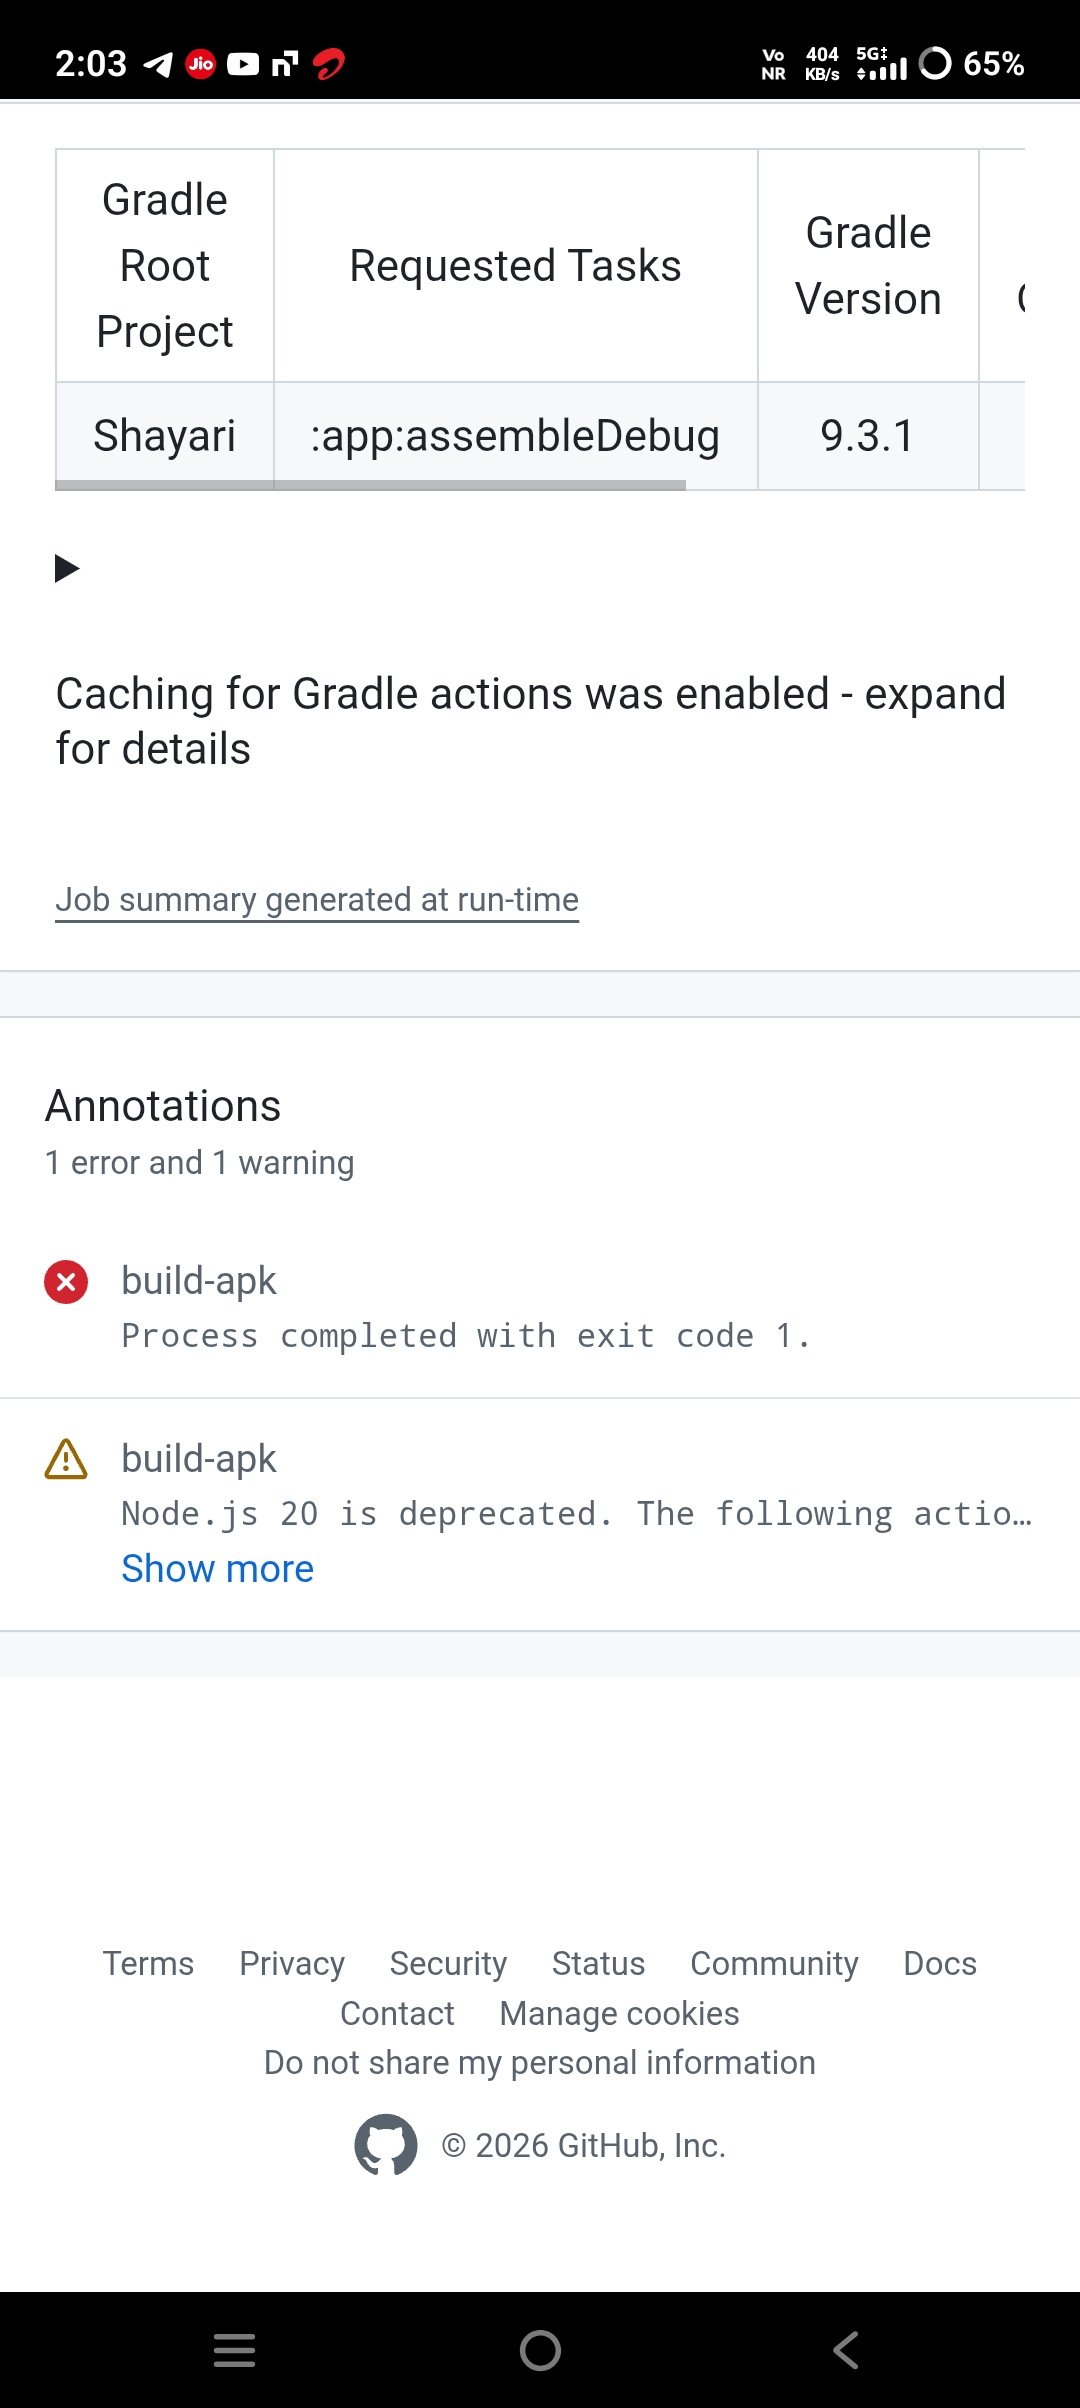 2:03 Jio Vo NR 404 KB/s 5G 65%
Gradle Root Project Requested Tasks Gradle Version
Shayari :app:assembleDebug 9.3.1
Caching for Gradle actions was enabled - expand
for details
Job summary generated at run-time
Annotations
1 error and 1 warning
build-apk
Process completed with exit code 1.
build-apk
Node.js 20 is deprecated. The following actio…
Show more
Terms Privacy Security Status Community Docs
Contact Manage cookies
Do not share my personal information
© 2026 GitHub, Inc.